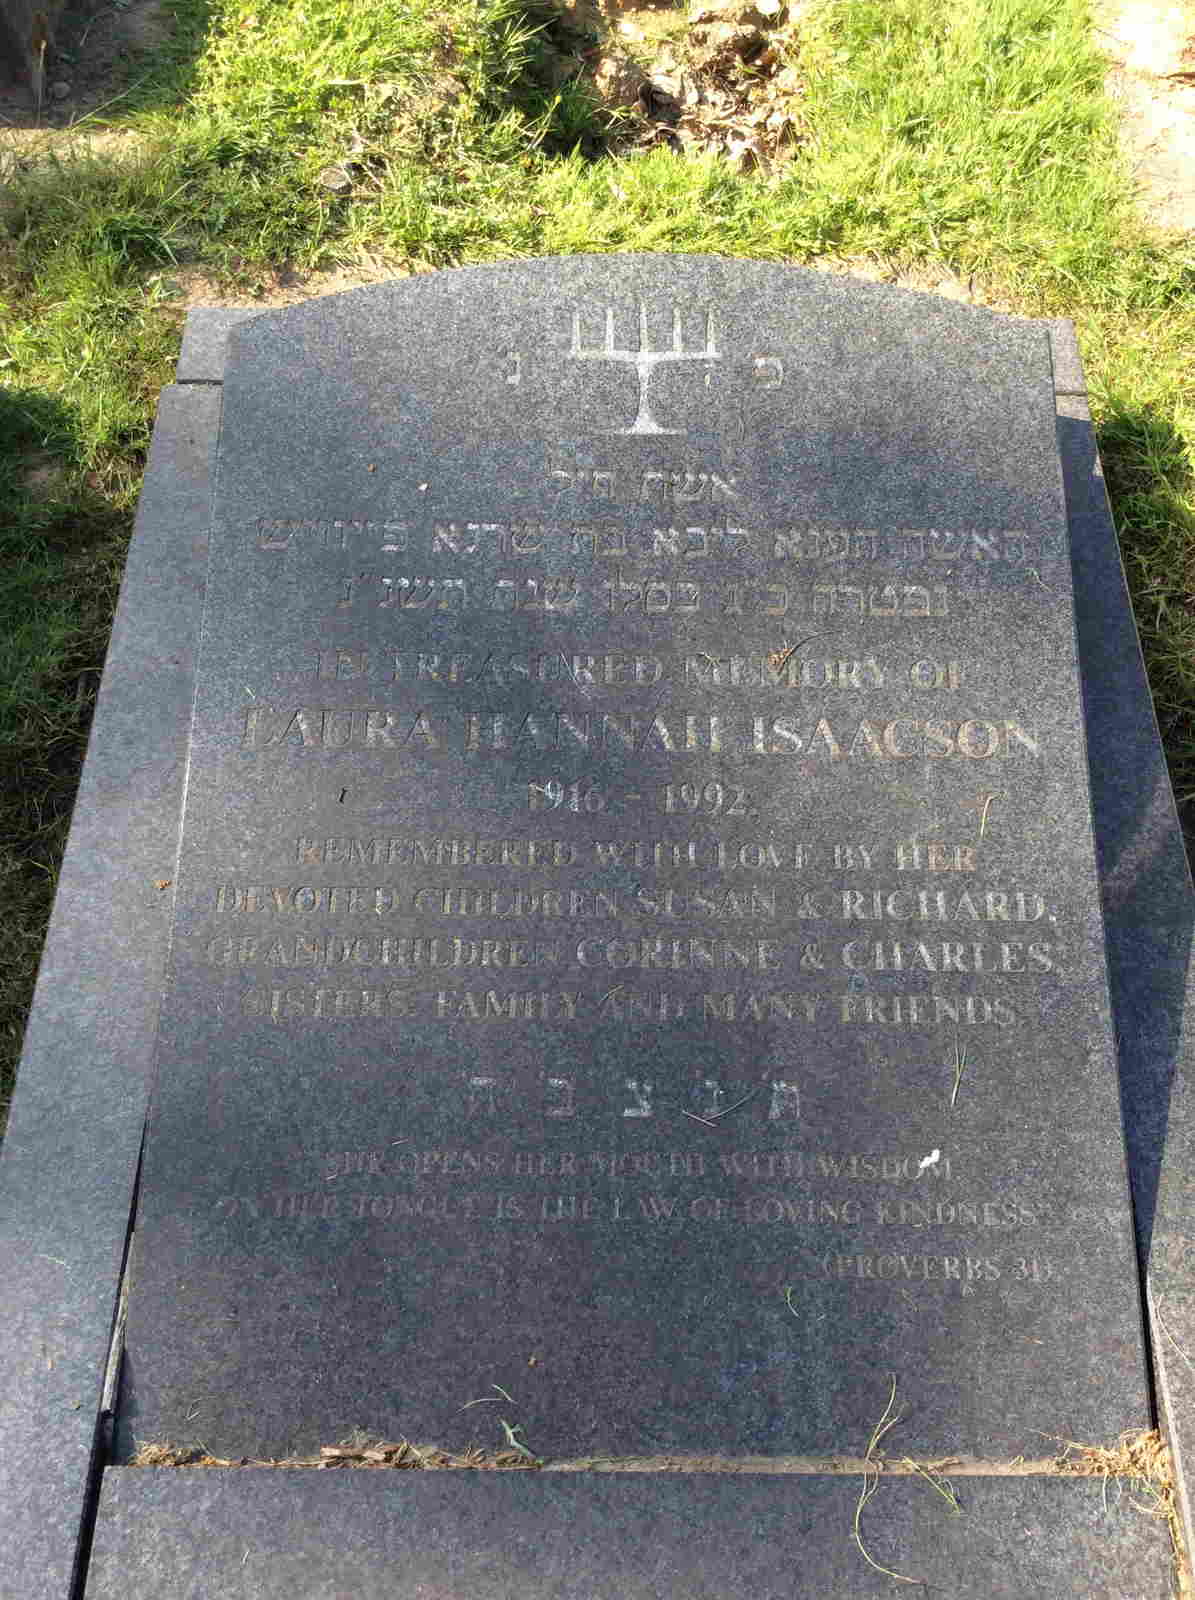 פ נ
אשת חיל
האשה הענא ליבא בת שרגא פייוויש
נפטרה כ"ג כסלו שנת תשנ"ג
IN TREASURED MEMORY OF
LAURA HANNAH ISAACSON
1916 - 1992
REMEMBERED WITH LOVE BY HER
DEVOTED CHILDREN SUSAN & RICHARD,
GRANDCHILDREN CORINNE & CHARLES,
SISTERS, FAMILY AND MANY FRIENDS.
ת נ צ ב ה
"SHE OPENS HER MOUTH WITH WISDOM
ON HER TONGUE IS THE LAW OF LOVING KINDNESS"
(PROVERBS 31)